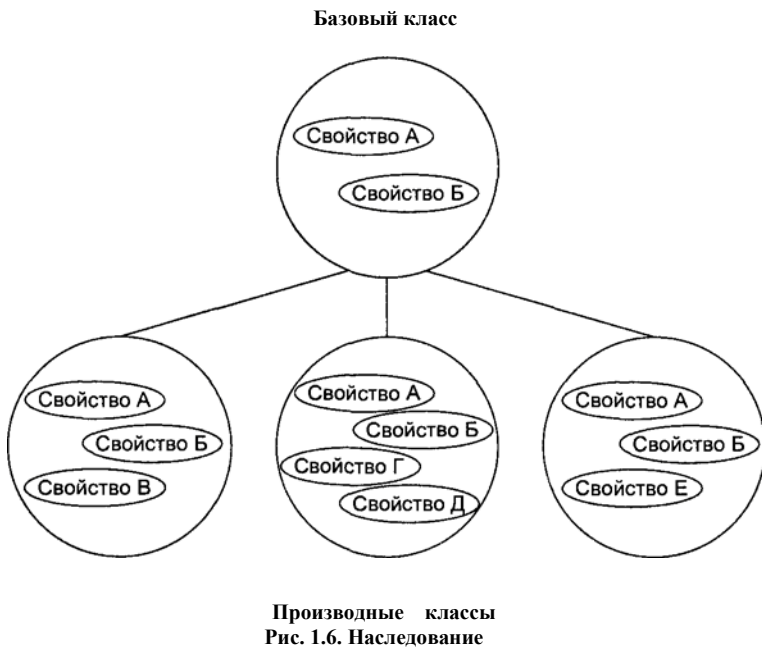 Базовый класс
Свойство А
Свойство Б
Свойство А
Свойство Б
Свойство В
Свойство А
Свойство Б
Свойство Г
Свойство Д
Свойство А
Свойство Б
Свойство Е
Производные классы
Рис. 1.6. Наследование